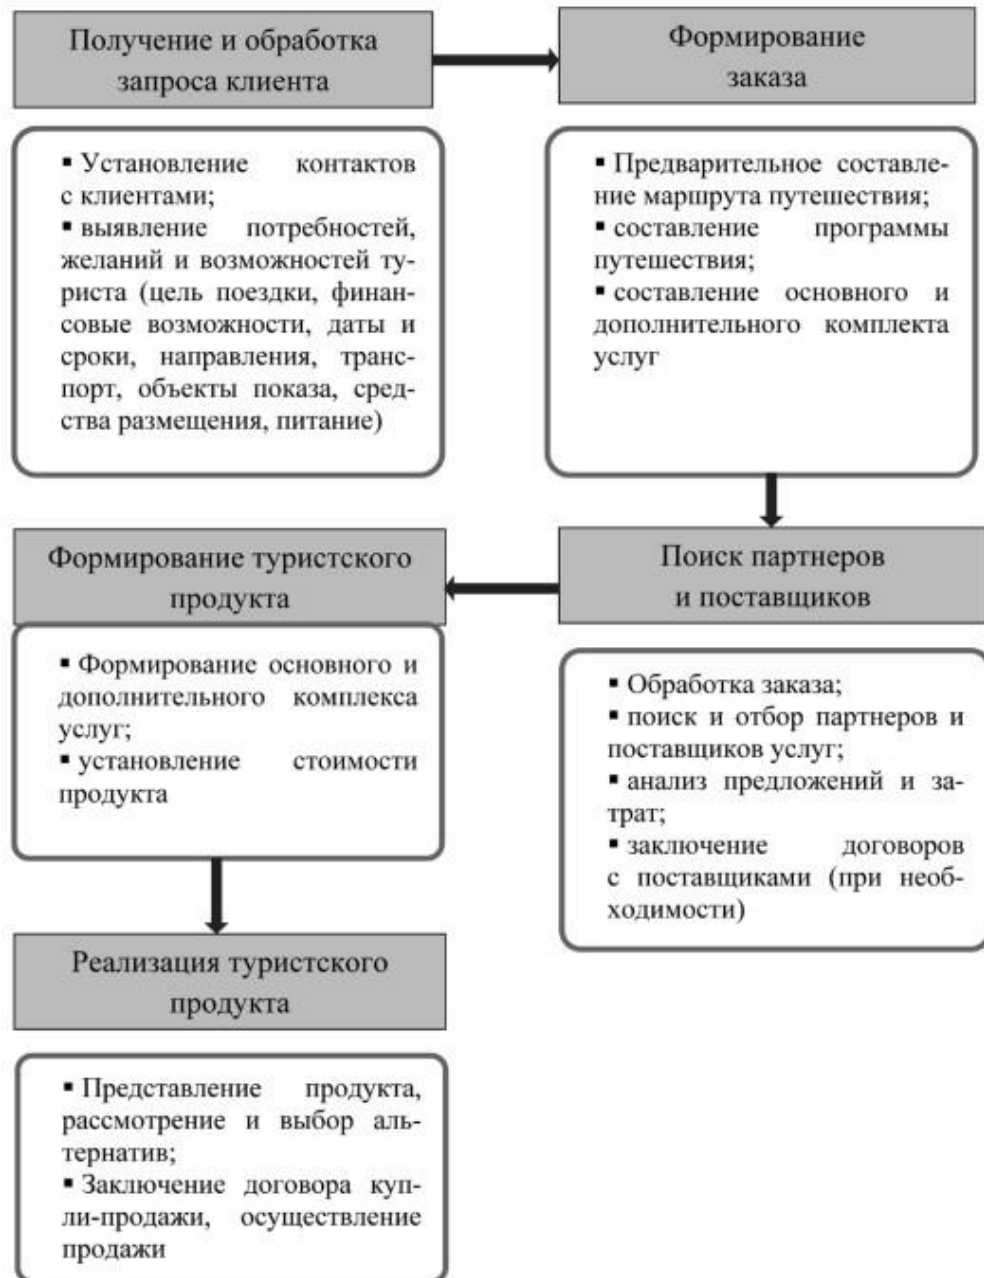 Получение и обработка
запроса клиента
Формирование
заказа
▪ Установление контактов
с клиентами;
▪ выявление потребностей,
желаний и возможностей ту-
риста (цель поездки, финан-
совые возможности, даты и
сроки, направления, транс-
порт, объекты показа, сред-
ства размещения, питание)
▪ Предварительное составле-
ние маршрута путешествия;
▪ составление программы
путешествия;
▪ составление основного и
дополнительного комплекта
услуг
Поиск партнеров
и поставщиков
▪ Обработка заказа;
▪ поиск и отбор партнеров и
поставщиков услуг;
▪ анализ предложений и за-
трат;
▪ заключение договоров
с поставщиками (при необ-
ходимости)
Формирование туристского
продукта
▪ Формирование основного и
дополнительного комплекса
услуг;
▪ установление стоимости
продукта
Реализация туристского
продукта
▪ Представление продукта,
рассмотрение и выбор аль-
тернатив;
▪ Заключение договора куп-
ли-продажи, осуществление
продажи